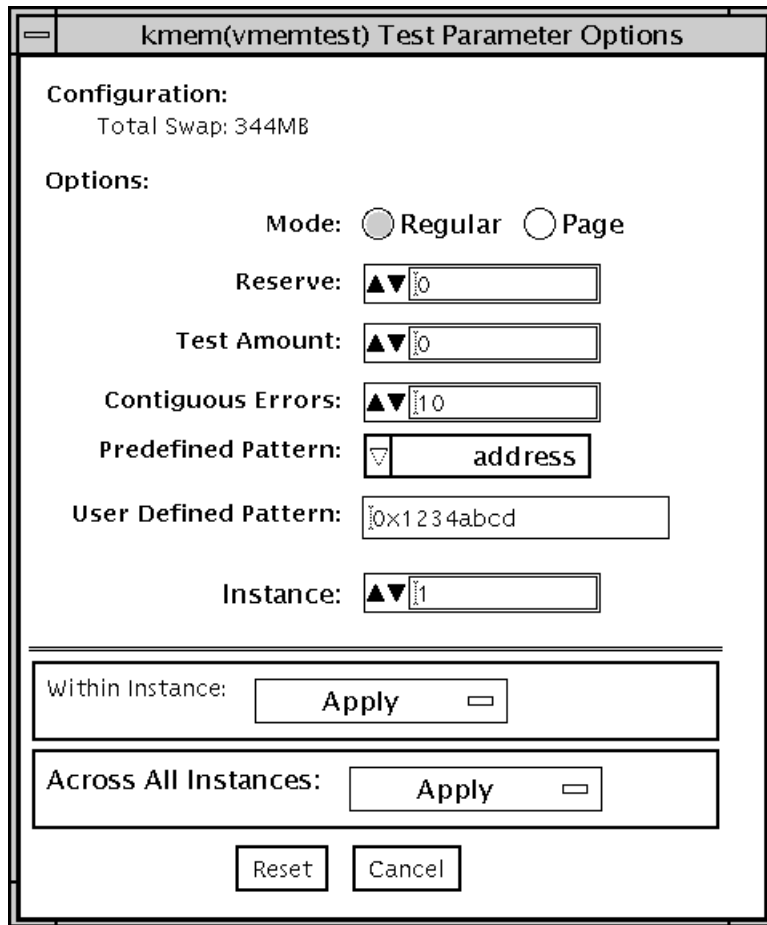 kmem(vmemtest) Test Parameter Options
Configuration:
Total Swap: 344MB
Options:
Mode: Regular Page
Reserve: 0
Test Amount: 0
Contiguous Errors: 10
Predefined Pattern: address
User Defined Pattern: 0x1234abcd
Instance: 1
Within Instance: Apply
Across All Instances: Apply
Reset Cancel